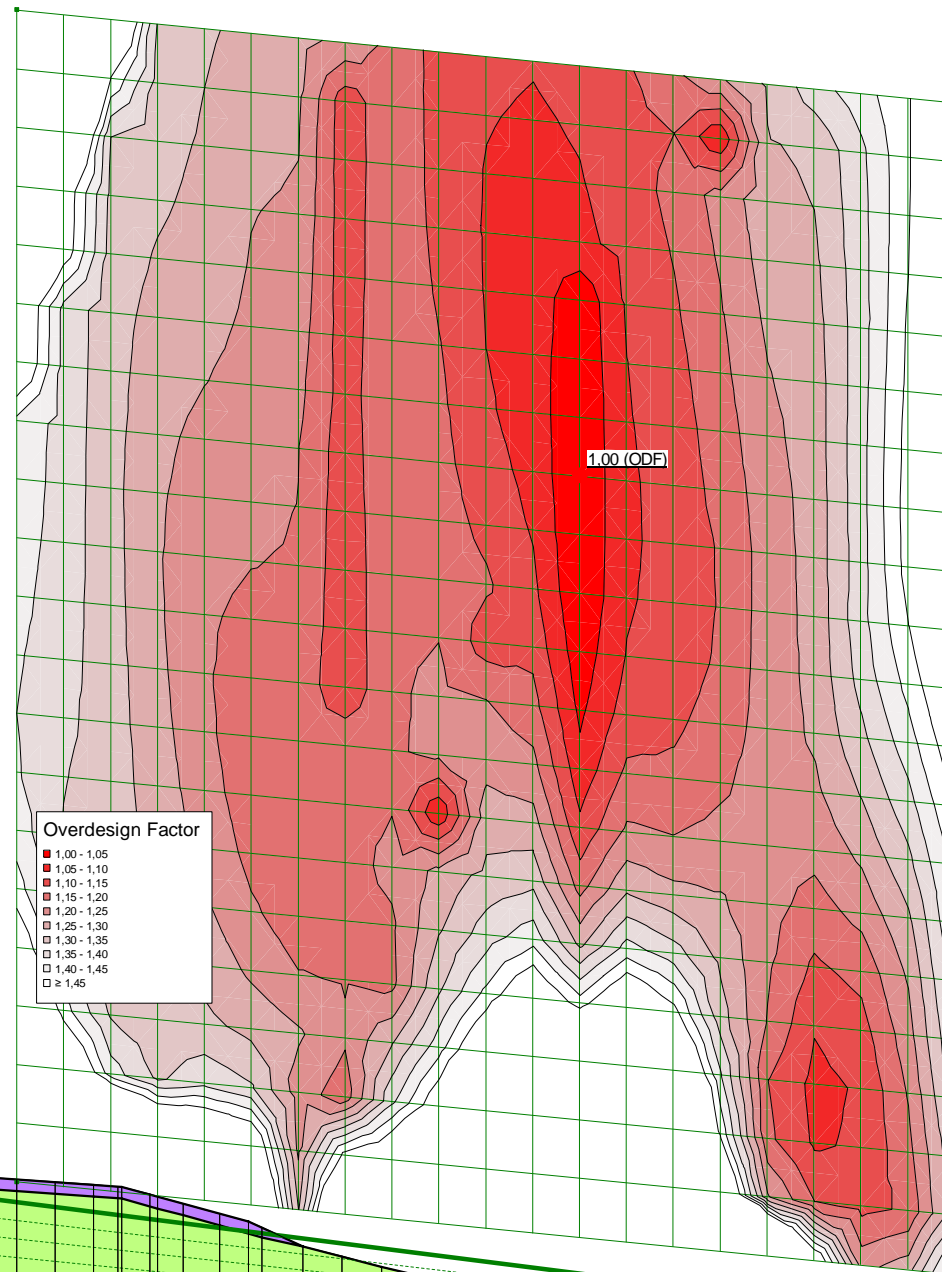 1,00 (ODF)
Overdesign Factor
1,00 - 1,05
1,05 - 1,10
1,10 - 1,15
1,15 - 1,20
1,20 - 1,25
1,25 - 1,30
1,30 - 1,35
1,35 - 1,40
1,40 - 1,45
≥ 1,45